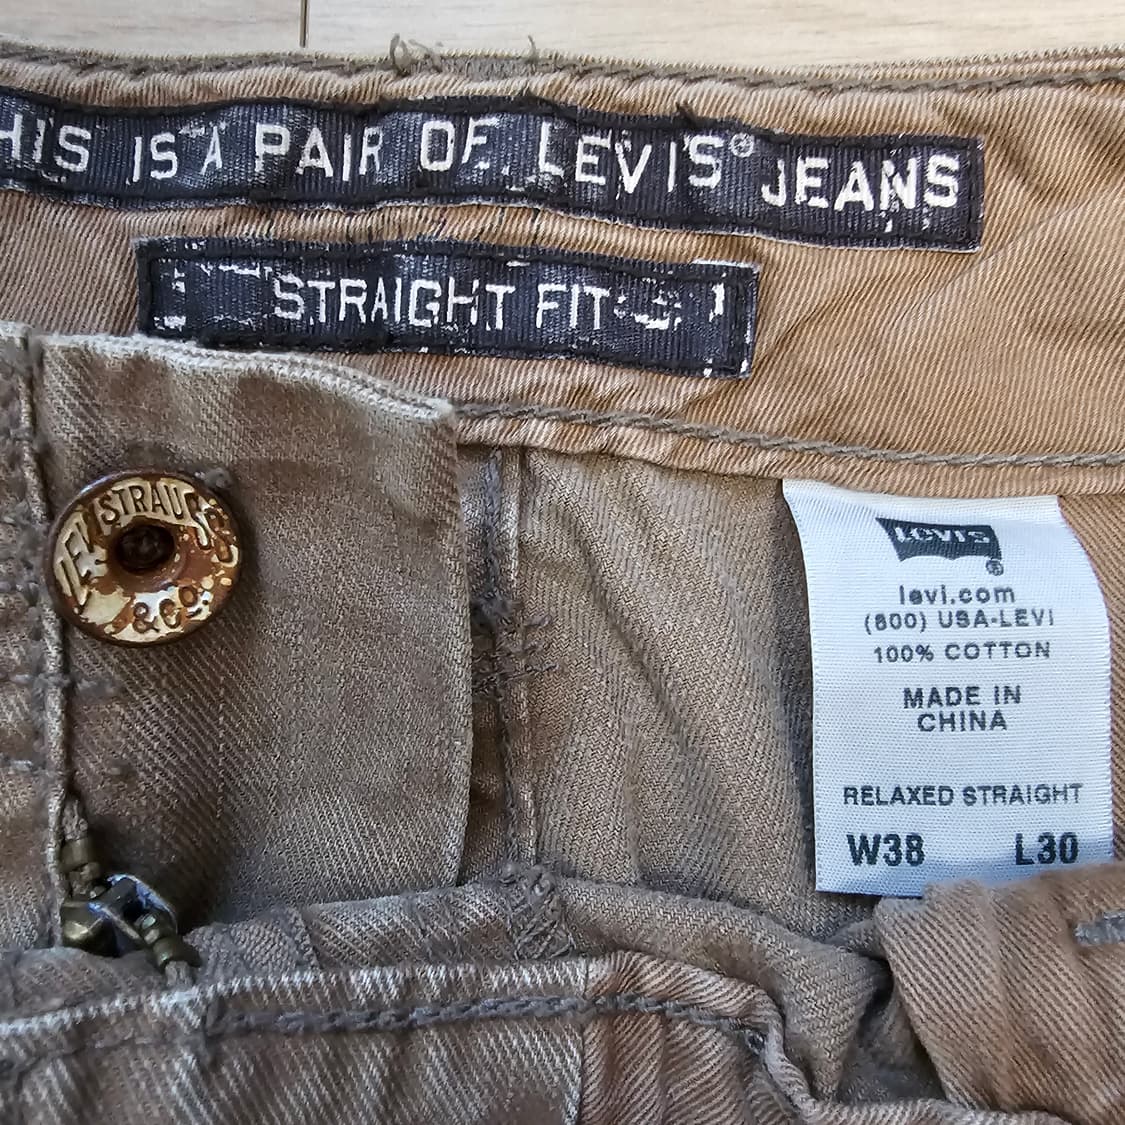 HIS IS A PAIR OF LEVI'S® JEANS
STRAIGHT FIT
LEVI STRAUSS
& CO.
LEVI'S
®
levi.com
(800) USA-LEVI
100% COTTON
MADE IN
CHINA
RELAXED STRAIGHT
W38 L30